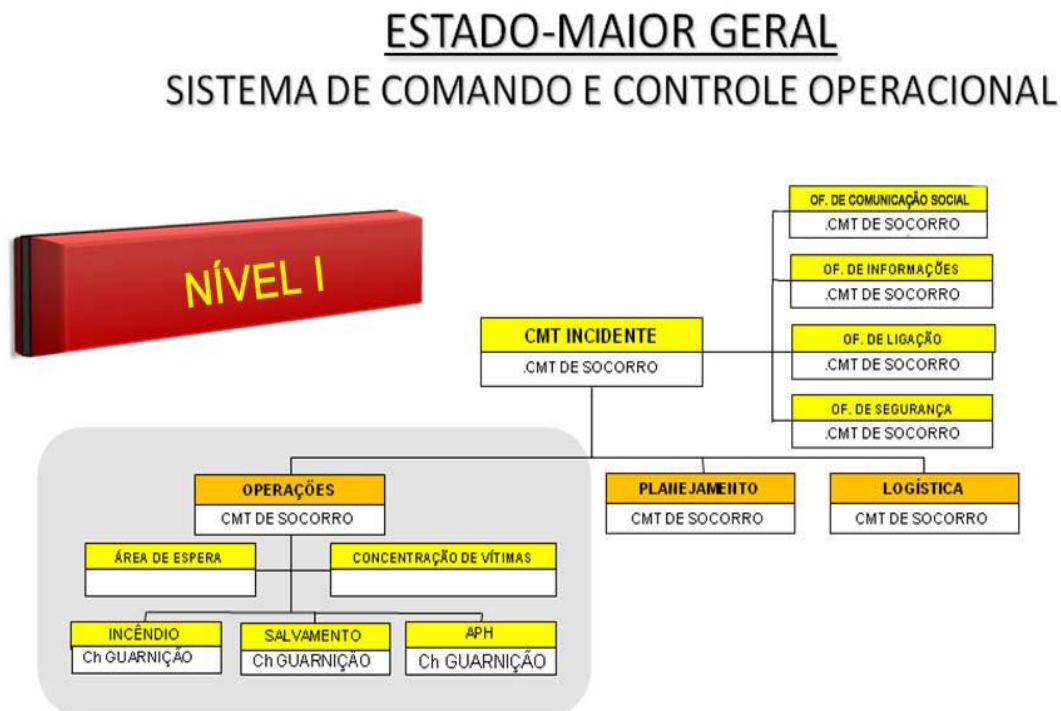 ESTADO-MAIOR GERAL
SISTEMA DE COMANDO E CONTROLE OPERACIONAL
NÍVEL I
OF. DE COMUNICAÇÃO SOCIAL
.CMT DE SOCORRO
OF. DE INFORMAÇÕES
.CMT DE SOCORRO
CMT INCIDENTE
.CMT DE SOCORRO
OF. DE LIGAÇÃO
.CMT DE SOCORRO
OF. DE SEGURANÇA
.CMT DE SOCORRO
OPERAÇÕES
CMT DE SOCORRO
PLANEJAMENTO
CMT DE SOCORRO
LOGÍSTICA
CMT DE SOCORRO
ÁREA DE ESPERA
CONCENTRAÇÃO DE VÍTIMAS
INCÊNDIO
Ch GUARNIÇÃO
SALVAMENTO
Ch GUARNIÇÃO
APH
Ch GUARNIÇÃO